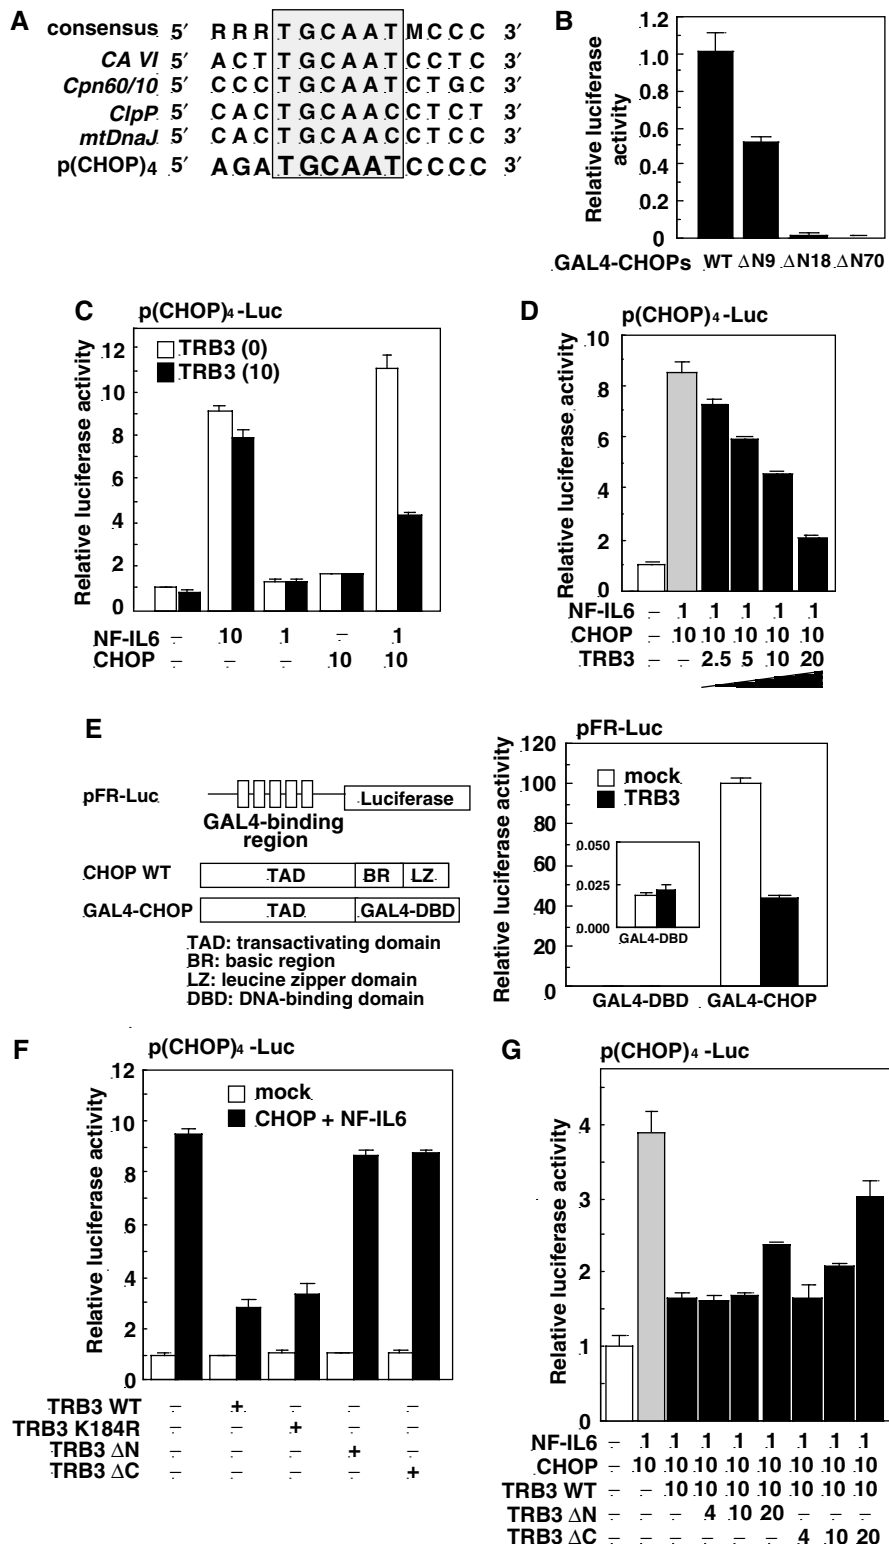 A
consensus 5′ R R R T G C A A T M C C C 3′
CA VI 5′ A C T T G C A A T C C T C 3′
Cpn60/10 5′ C C C T G C A A T C T G C 3′
ClpP 5′ C A C T G C A A C C T C T 3′
mtDnaJ 5′ C A C T G C A A C C T C C 3′
p(CHOP)4 5′ A G A T G C A A T C C C C 3′
B
Relative luciferase activity
1.2
1.0
0.8
0.6
0.4
0.2
0
GAL4-CHOPs WT ΔN9 ΔN18 ΔN70
C
p(CHOP)4 -Luc
Relative luciferase activity
12
10
8
6
4
2
0
TRB3 (0)
TRB3 (10)
NF-IL6 – 10 1 – 1
CHOP – – – 10 10
D
p(CHOP)4 -Luc
Relative luciferase activity
10
8
6
4
2
0
NF-IL6 – 1 1 1 1 1
CHOP – 10 10 10 10 10
TRB3 – – 2.5 5 10 20
E
pFR-Luc
Luciferase
GAL4-binding
region
CHOP WT TAD BR LZ
GAL4-CHOP TAD GAL4-DBD
TAD: transactivating domain
BR: basic region
LZ: leucine zipper domain
DBD: DNA-binding domain
pFR-Luc
Relative luciferase activity
120
100
80
60
40
20
0
mock
TRB3
0.050
0.025
0.000
GAL4-DBD
GAL4-DBD GAL4-CHOP
F
p(CHOP)4 -Luc
Relative luciferase activity
12
10
8
6
4
2
0
mock
CHOP + NF-IL6
TRB3 WT – + – – –
TRB3 K184R – – + – –
TRB3 ΔN – – – + –
TRB3 ΔC – – – – +
G
p(CHOP)4 -Luc
Relative luciferase activity
4
3
2
1
0
NF-IL6 – 1 1 1 1 1 1 1 1
CHOP – 10 10 10 10 10 10 10 10
TRB3 WT – – 10 10 10 10 10 10 10
TRB3 ΔN – – – 4 10 20 – – –
TRB3 ΔC – – – – – – 4 10 20